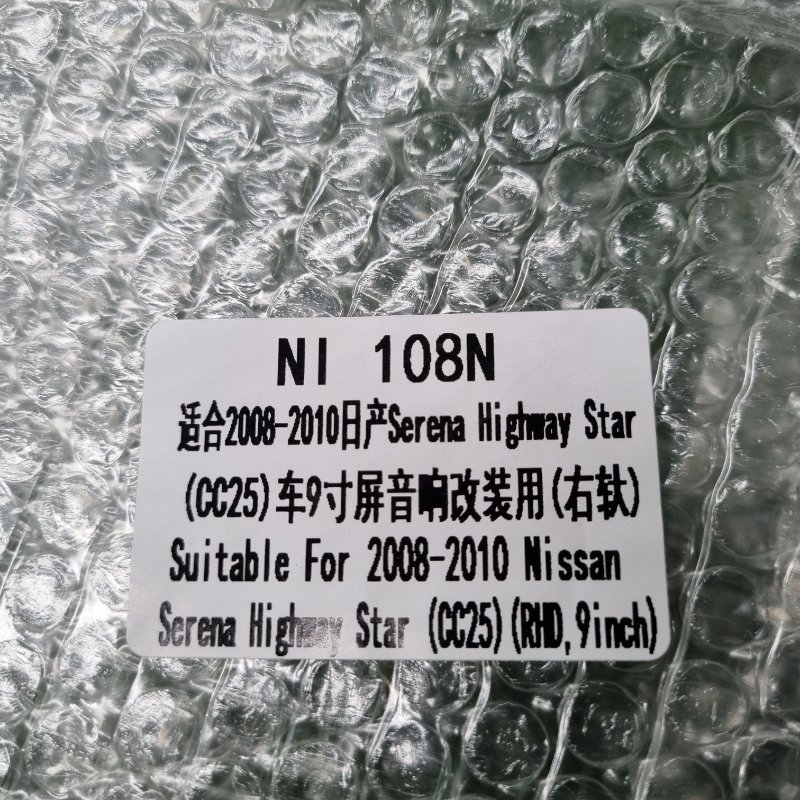 NI 108N
适合2008-2010日产Serena Highway Star
(CC25)车9寸屏音响改装用(右软)
Suitable For 2008-2010 Nissan
Serena Highway Star (CC25)(RHD,9inch)